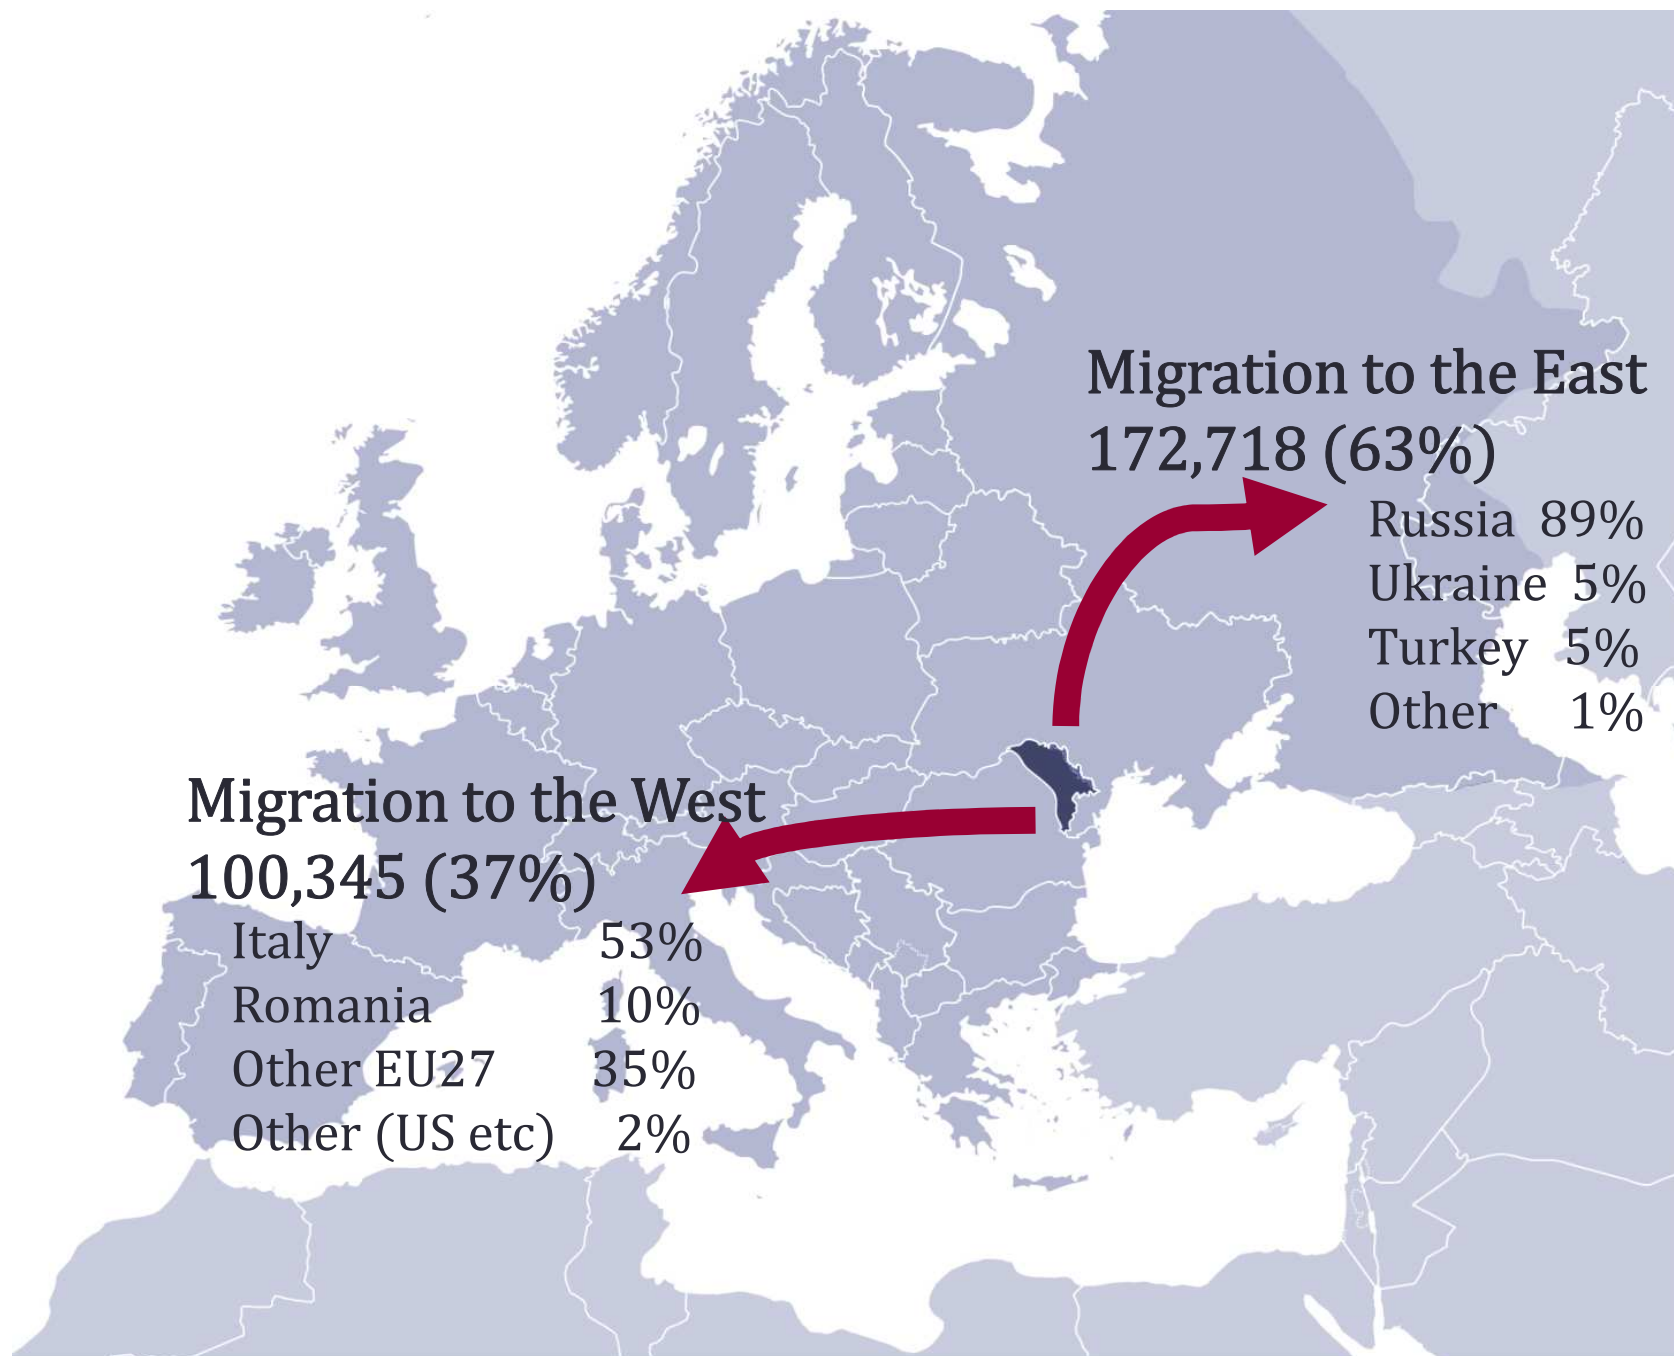 Migration to the East
172,718 (63%)
Russia 89%
Ukraine 5%
Turkey 5%
Other 1%
Migration to the West
100,345 (37%)
Italy 53%
Romania 10%
Other EU27 35%
Other (US etc) 2%